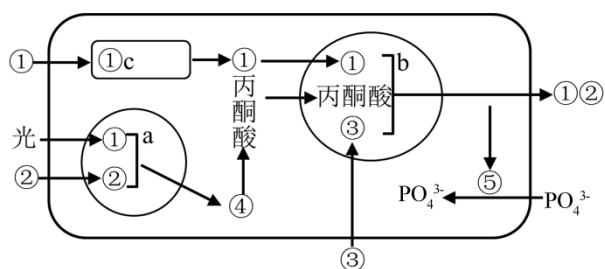 ① ①c ① ① b
丙酮酸 丙酮酸 ①②
光 ① a ③
② ② ④ ⑤
PO₄³⁻ PO₄³⁻
③